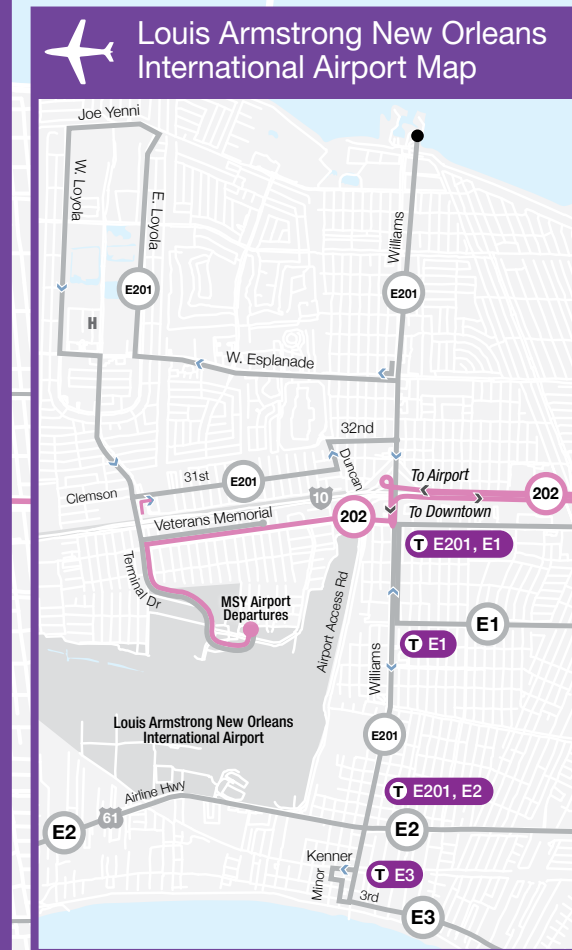 Louis Armstrong New Orleans
International Airport Map
Joe Yenni
W. Loyola
E. Loyola
Williams
E201
E201
H
W. Esplanade
32nd
Duncan
31st
E201
To Airport
Clemson
10
202
Veterans Memorial
202
To Downtown
T E201, E1
Terminal Dr
MSY Airport
Departures
Airport Access Rd
E1
T E1
Williams
Louis Armstrong New Orleans
International Airport
E201
T E201, E2
Airline Hwy
61
E2
E2
Kenner
T E3
Minor
3rd
E3